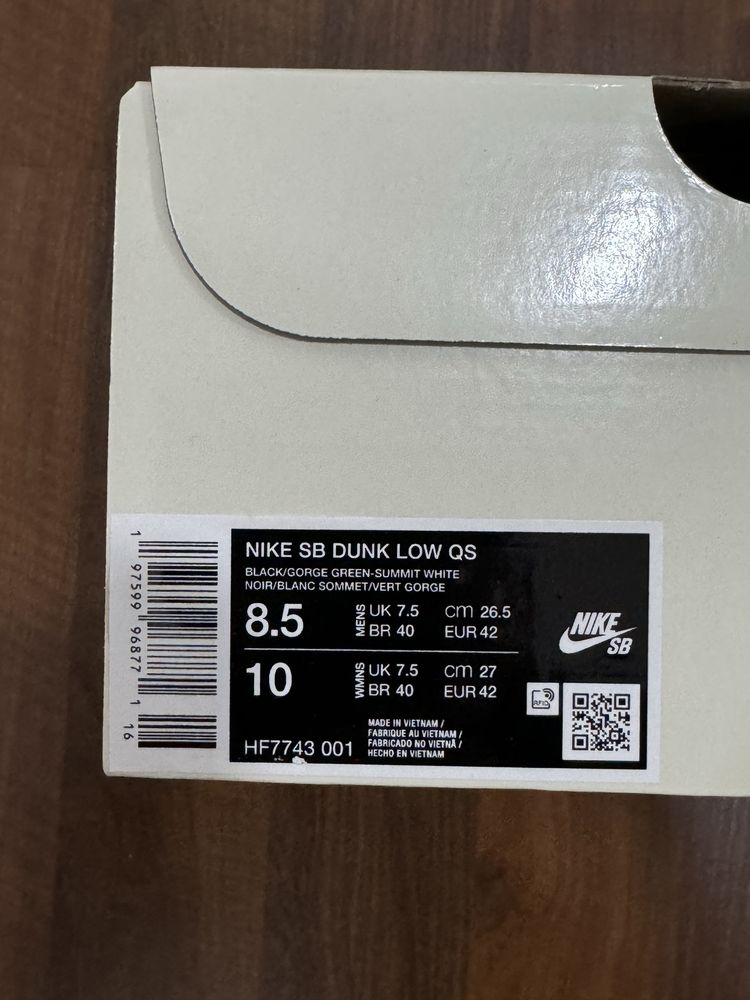 NIKE SB DUNK LOW QS
BLACK/GORGE GREEN-SUMMIT WHITE
NOIR/BLANC SOMMET/VERT GORGE
8.5 MENS UK 7.5 cm 26.5
BR 40 EUR 42
10 WMNS UK 7.5 cm 27
BR 40 EUR 42
NIKE
SB
RFID
MADE IN VIETNAM /
FABRIQUE AU VIETNAM /
FABRICADO NO VIETNÃ /
HECHO EN VIETNAM
HF7743 001
1 97599 96877 1 16